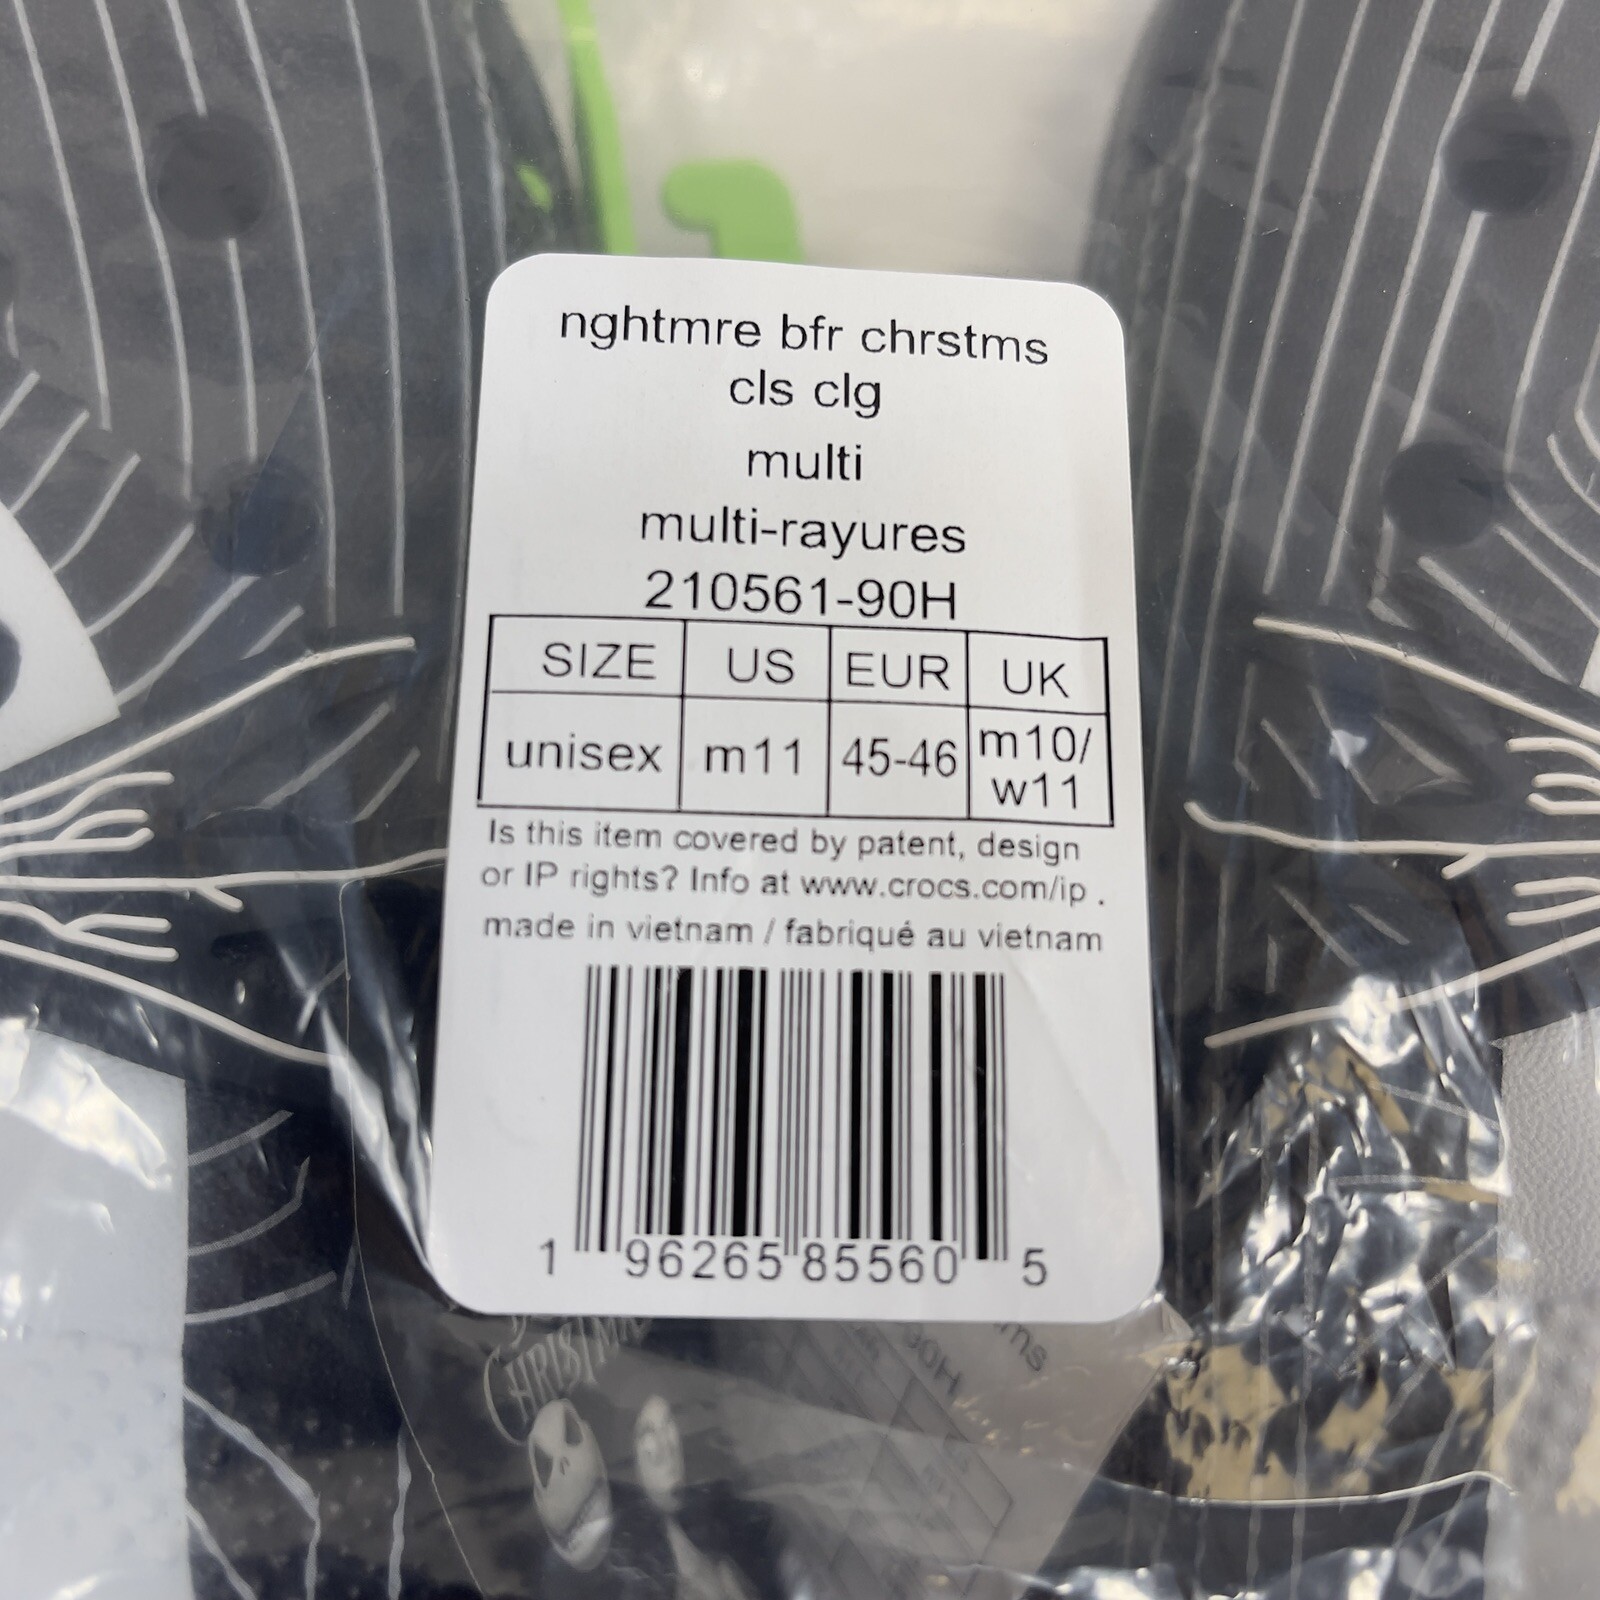 nghtmre bfr chrstms
cls clg
multi
multi-rayures
210561-90H
SIZE US EUR UK
unisex m11 45-46 m10/
w11
Is this item covered by patent, design
or IP rights? Info at www.crocs.com/ip .
made in vietnam / fabriqué au vietnam
1 96265 85560 5
90H